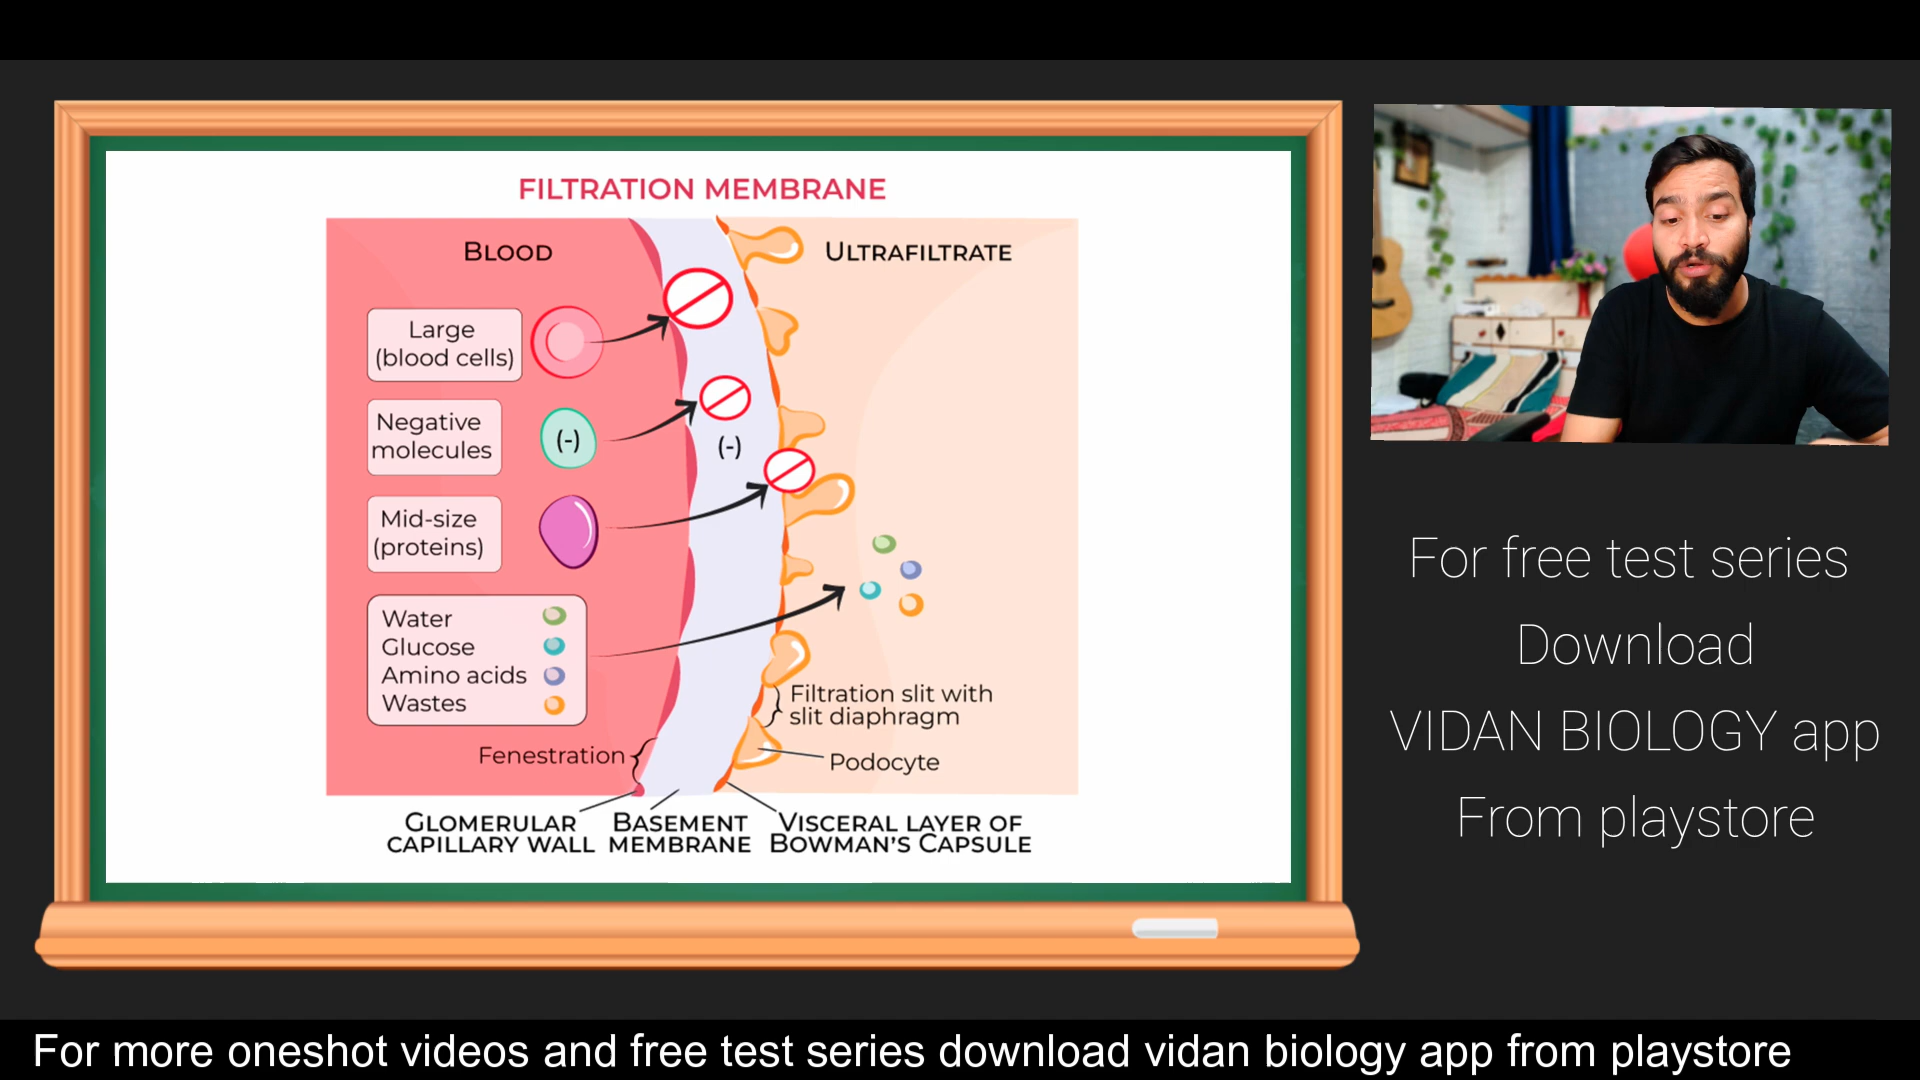 FILTRATION MEMBRANE
BLOOD
ULTRAFILTRATE
Large
(blood cells)
Negative
molecules
(-)
(-)
Mid-size
(proteins)
Water
Glucose
Amino acids
Wastes
Filtration slit with
slit diaphragm
Fenestration
Podocyte
GLOMERULAR
CAPILLARY WALL
BASEMENT
MEMBRANE
VISCERAL LAYER OF
BOWMAN'S CAPSULE
For free test series
Download
VIDAN BIOLOGY app
From playstore
For more oneshot videos and free test series download vidan biology app from playstore